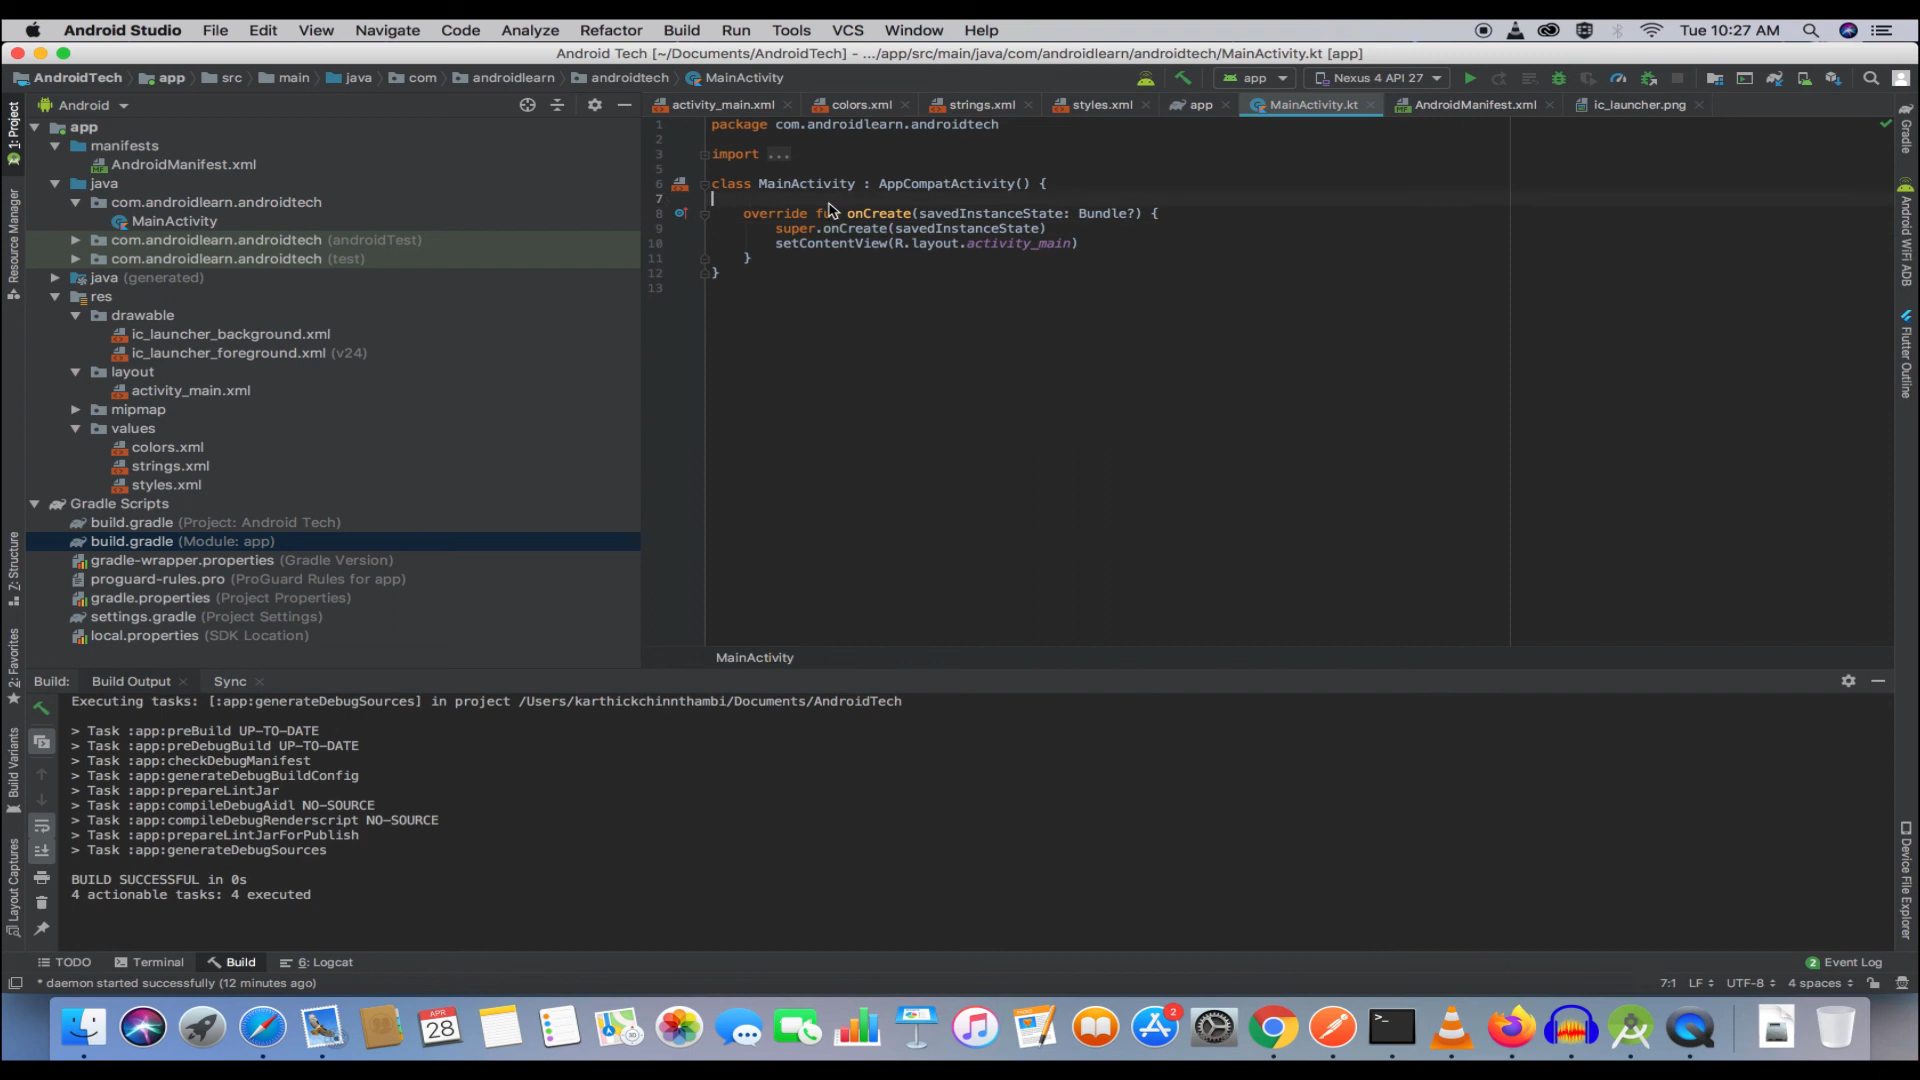 Android Studio File Edit View Navigate Code Analyze Refactor Build Run Tools VCS Window Help Tue 10:27 AM
Android Tech [~/Documents/AndroidTech] - .../app/src/main/java/com/androidlearn/androidtech/MainActivity.kt [app]
AndroidTech app src main java com androidlearn androidtech MainActivity app Nexus 4 API 27
Android activity_main.xml colors.xml strings.xml styles.xml app MainActivity.kt AndroidManifest.xml ic_launcher.png
1: Project
Resource Manager
Z: Structure
2: Favorites
Build Variants
Layout Captures
app
manifests
AndroidManifest.xml
java
com.androidlearn.androidtech
MainActivity
com.androidlearn.androidtech (androidTest)
com.androidlearn.androidtech (test)
java (generated)
res
drawable
ic_launcher_background.xml
ic_launcher_foreground.xml (v24)
layout
activity_main.xml
mipmap
values
colors.xml
strings.xml
styles.xml
Gradle Scripts
build.gradle (Project: Android Tech)
build.gradle (Module: app)
gradle-wrapper.properties (Gradle Version)
proguard-rules.pro (ProGuard Rules for app)
gradle.properties (Project Properties)
settings.gradle (Project Settings)
local.properties (SDK Location)
1 package com.androidlearn.androidtech
2
3 import ...
5
6 class MainActivity : AppCompatActivity() {
7
8 override fun onCreate(savedInstanceState: Bundle?) {
9 super.onCreate(savedInstanceState)
10 setContentView(R.layout.activity_main)
11 }
12 }
13
MainActivity
Gradle
Android WiFi ADB
Flutter Outline
Device File Explorer
Build: Build Output Sync
Executing tasks: [:app:generateDebugSources] in project /Users/karthickchinnthambi/Documents/AndroidTech
> Task :app:preBuild UP-TO-DATE
> Task :app:preDebugBuild UP-TO-DATE
> Task :app:checkDebugManifest
> Task :app:generateDebugBuildConfig
> Task :app:prepareLintJar
> Task :app:compileDebugAidl NO-SOURCE
> Task :app:compileDebugRenderscript NO-SOURCE
> Task :app:prepareLintJarForPublish
> Task :app:generateDebugSources
BUILD SUCCESSFUL in 0s
4 actionable tasks: 4 executed
TODO Terminal Build 6: Logcat 2 Event Log
* daemon started successfully (12 minutes ago) 7:1 LF UTF-8 4 spaces
APR
28
2
>_